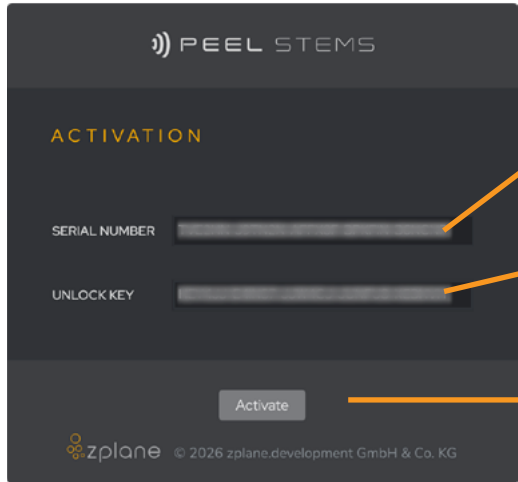 PEEL STEMS
ACTIVATION
SERIAL NUMBER
UNLOCK KEY
Activate
zplane © 2026 zplane.development GmbH & Co. KG